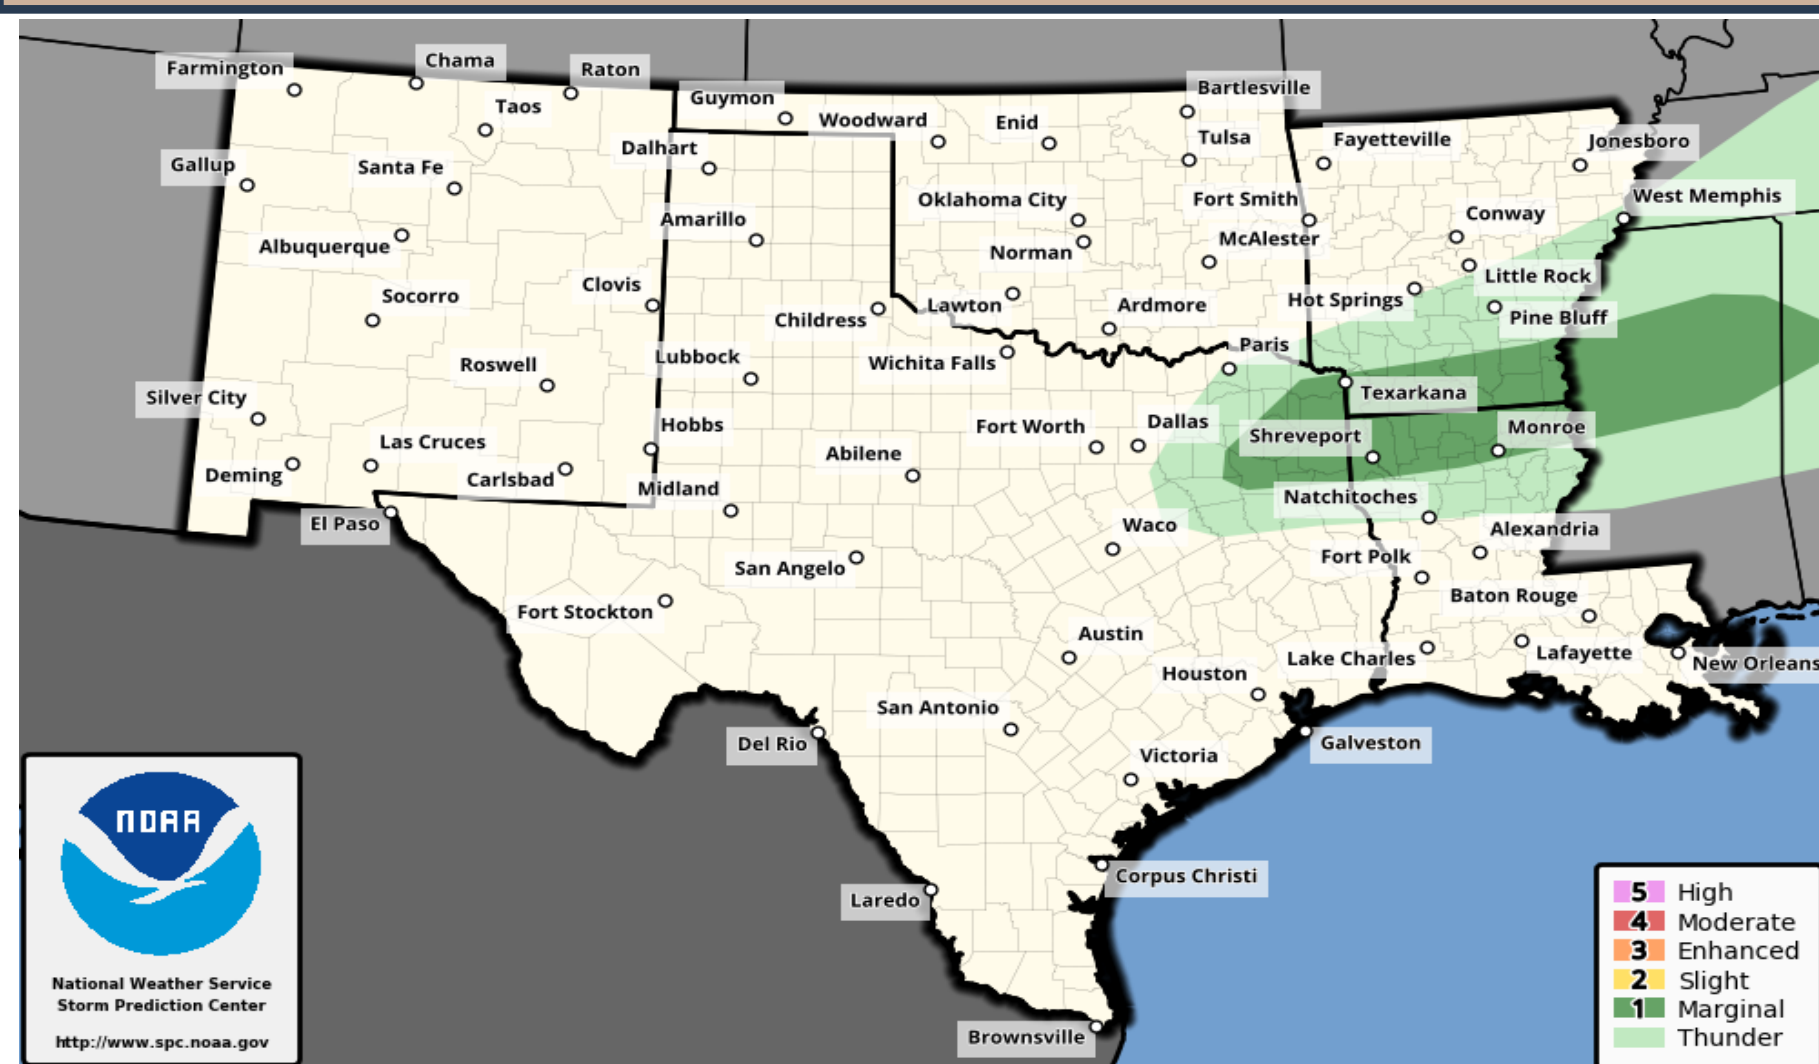 Farmington
Chama
Raton
Taos
Guymon
Woodward
Enid
Bartlesville
Tulsa
Fayetteville
Jonesboro
Gallup
Santa Fe
Dalhart
Oklahoma City
Fort Smith
Conway
West Memphis
Albuquerque
Amarillo
Norman
McAlester
Little Rock
Socorro
Clovis
Childress
Lawton
Ardmore
Hot Springs
Pine Bluff
Roswell
Lubbock
Wichita Falls
Paris
Texarkana
Silver City
Las Cruces
Hobbs
Abilene
Fort Worth
Dallas
Shreveport
Monroe
Deming
Carlsbad
Midland
Natchitoches
El Paso
San Angelo
Waco
Alexandria
Fort Polk
Fort Stockton
Austin
Baton Rouge
Lake Charles
Lafayette
New Orleans
Houston
San Antonio
Del Rio
Victoria
Galveston
Corpus Christi
Laredo
Brownsville
NOAA
National Weather Service
Storm Prediction Center
http://www.spc.noaa.gov
5 High
4 Moderate
3 Enhanced
2 Slight
1 Marginal
Thunder